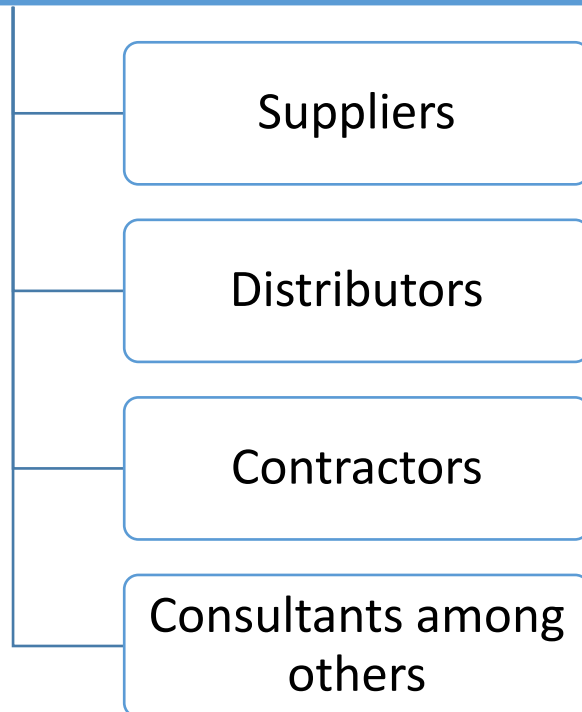 Suppliers
Distributors
Contractors
Consultants among
others